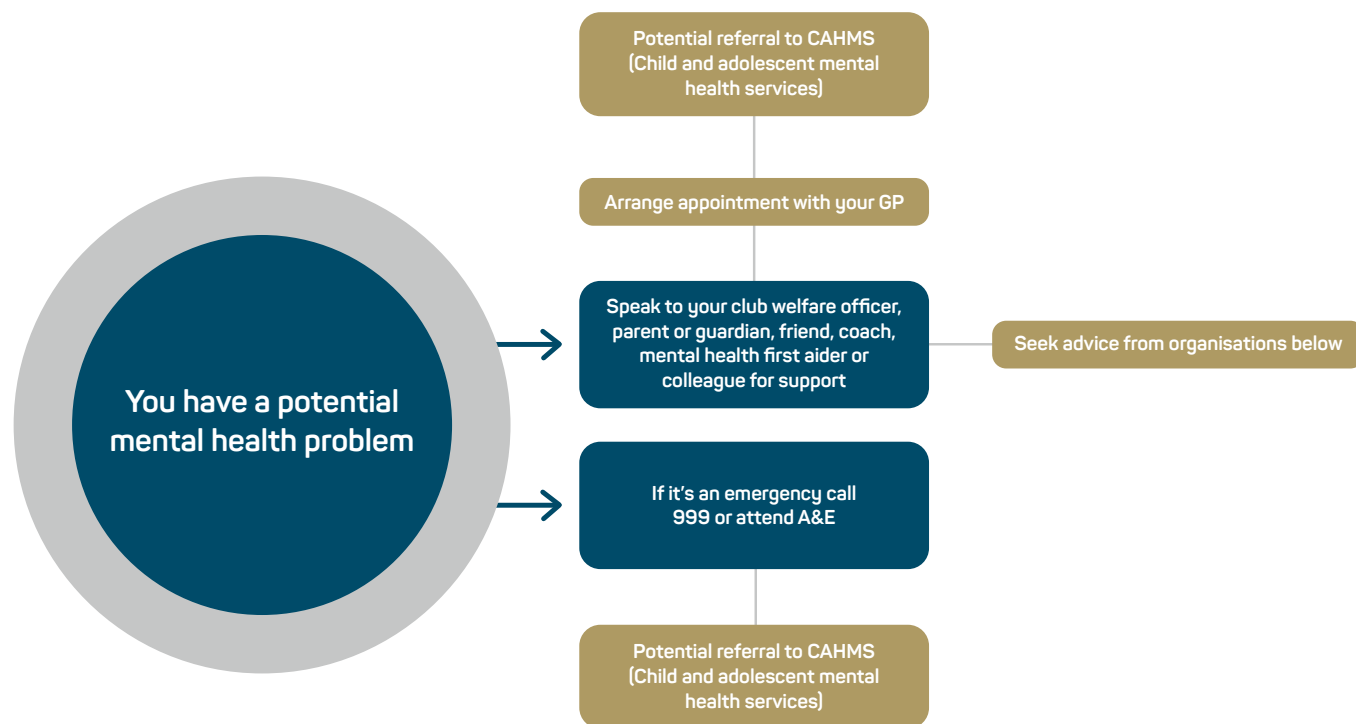 Potential referral to CAHMS
(Child and adolescent mental
health services)
Arrange appointment with your GP
Speak to your club welfare officer,
parent or guardian, friend, coach,
mental health first aider or
colleague for support
Seek advice from organisations below
You have a potential
mental health problem
If it's an emergency call
999 or attend A&E
Potential referral to CAHMS
(Child and adolescent mental
health services)